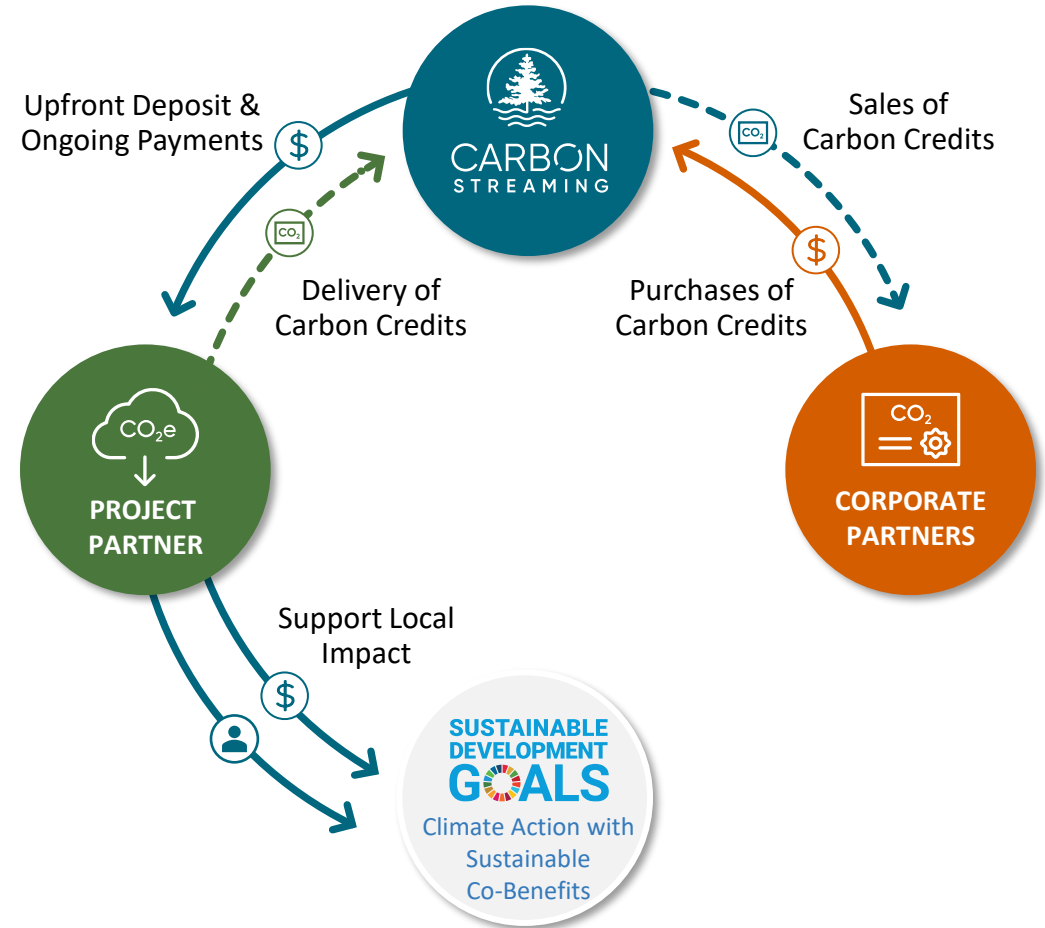 Upfront Deposit &
Ongoing Payments
$
CO₂
CARBON
STREAMING
CO₂
Sales of
Carbon Credits
$
Delivery of
Carbon Credits
Purchases of
Carbon Credits
CO₂e
PROJECT
PARTNER
CO₂
CORPORATE
PARTNERS
Support Local
Impact
$
SUSTAINABLE
DEVELOPMENT
GOALS
Climate Action with
Sustainable
Co-Benefits